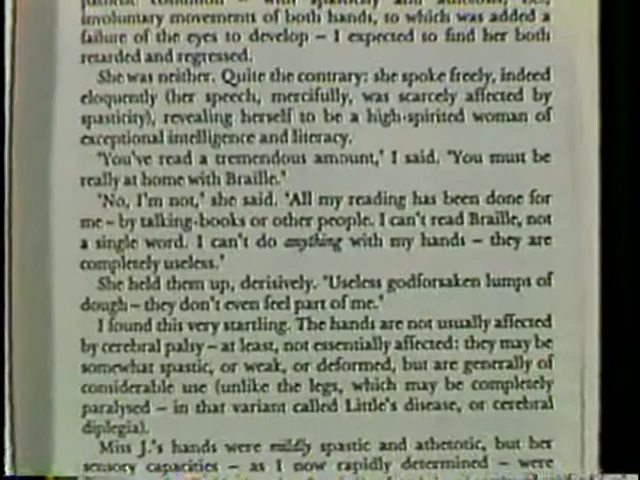 pathetic condition – with spasticity and athetosis, i.e.,
involuntary movements of both hands, to which was added a
failure of the eyes to develop – I expected to find her both
retarded and regressed.
She was neither. Quite the contrary: she spoke freely, indeed
eloquently (her speech, mercifully, was scarcely affected by
spasticity), revealing herself to be a high-spirited woman of
exceptional intelligence and literacy.
'You've read a tremendous amount,' I said. 'You must be
really at home with Braille.'
'No, I'm not,' she said. 'All my reading has been done for
me – by talking-books or other people. I can't read Braille, not
a single word. I can't do anything with my hands – they are
completely useless.'
She held them up, derisively. 'Useless godforsaken lumps of
dough – they don't even feel part of me.'
I found this very startling. The hands are not usually affected
by cerebral palsy – at least, not essentially affected: they may be
somewhat spastic, or weak, or deformed, but are generally of
considerable use (unlike the legs, which may be completely
paralysed – in that variant called Little's disease, or cerebral
diplegia).
Miss J.'s hands were mildly spastic and athetotic, but her
sensory capacities – as I now rapidly determined – were